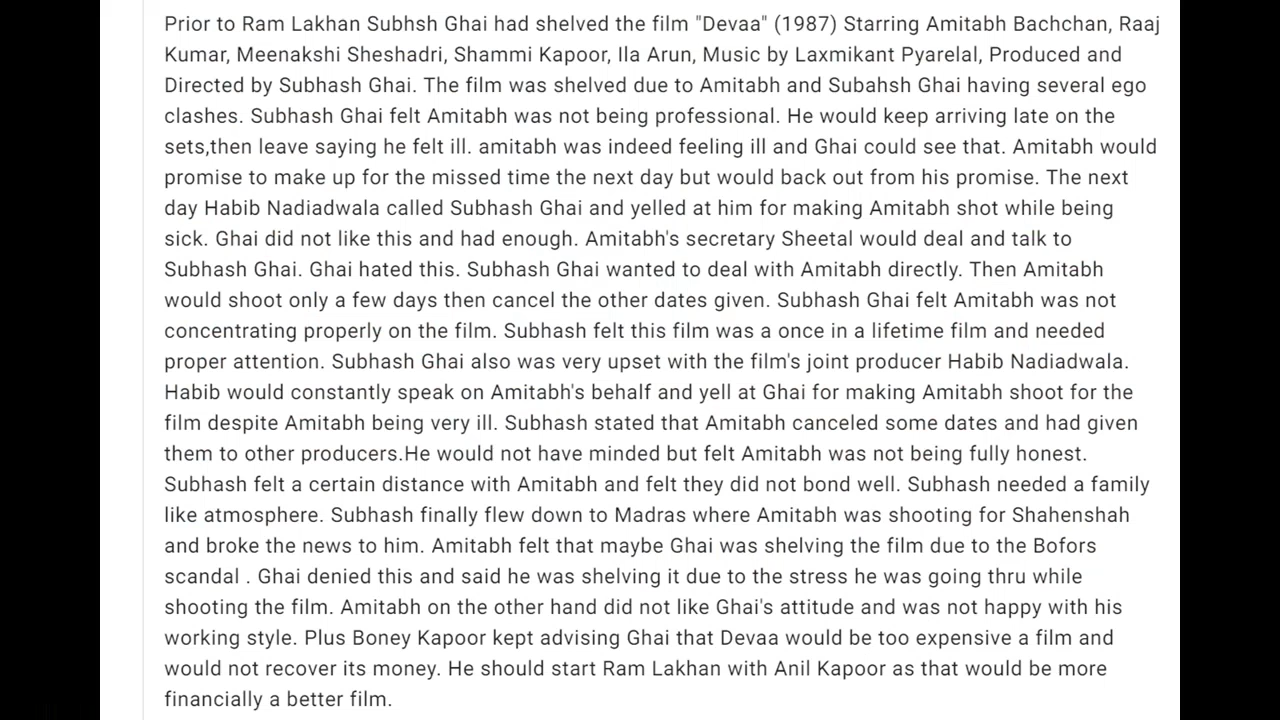 Prior to Ram Lakhan Subhsh Ghai had shelved the film "Devaa" (1987) Starring Amitabh Bachchan, Raaj
Kumar, Meenakshi Sheshadri, Shammi Kapoor, Ila Arun, Music by Laxmikant Pyarelal, Produced and
Directed by Subhash Ghai. The film was shelved due to Amitabh and Subahsh Ghai having several ego
clashes. Subhash Ghai felt Amitabh was not being professional. He would keep arriving late on the
sets,then leave saying he felt ill. amitabh was indeed feeling ill and Ghai could see that. Amitabh would
promise to make up for the missed time the next day but would back out from his promise. The next
day Habib Nadiadwala called Subhash Ghai and yelled at him for making Amitabh shot while being
sick. Ghai did not like this and had enough. Amitabh's secretary Sheetal would deal and talk to
Subhash Ghai. Ghai hated this. Subhash Ghai wanted to deal with Amitabh directly. Then Amitabh
would shoot only a few days then cancel the other dates given. Subhash Ghai felt Amitabh was not
concentrating properly on the film. Subhash felt this film was a once in a lifetime film and needed
proper attention. Subhash Ghai also was very upset with the film's joint producer Habib Nadiadwala.
Habib would constantly speak on Amitabh's behalf and yell at Ghai for making Amitabh shoot for the
film despite Amitabh being very ill. Subhash stated that Amitabh canceled some dates and had given
them to other producers.He would not have minded but felt Amitabh was not being fully honest.
Subhash felt a certain distance with Amitabh and felt they did not bond well. Subhash needed a family
like atmosphere. Subhash finally flew down to Madras where Amitabh was shooting for Shahenshah
and broke the news to him. Amitabh felt that maybe Ghai was shelving the film due to the Bofors
scandal . Ghai denied this and said he was shelving it due to the stress he was going thru while
shooting the film. Amitabh on the other hand did not like Ghai's attitude and was not happy with his
working style. Plus Boney Kapoor kept advising Ghai that Devaa would be too expensive a film and
would not recover its money. He should start Ram Lakhan with Anil Kapoor as that would be more
financially a better film.